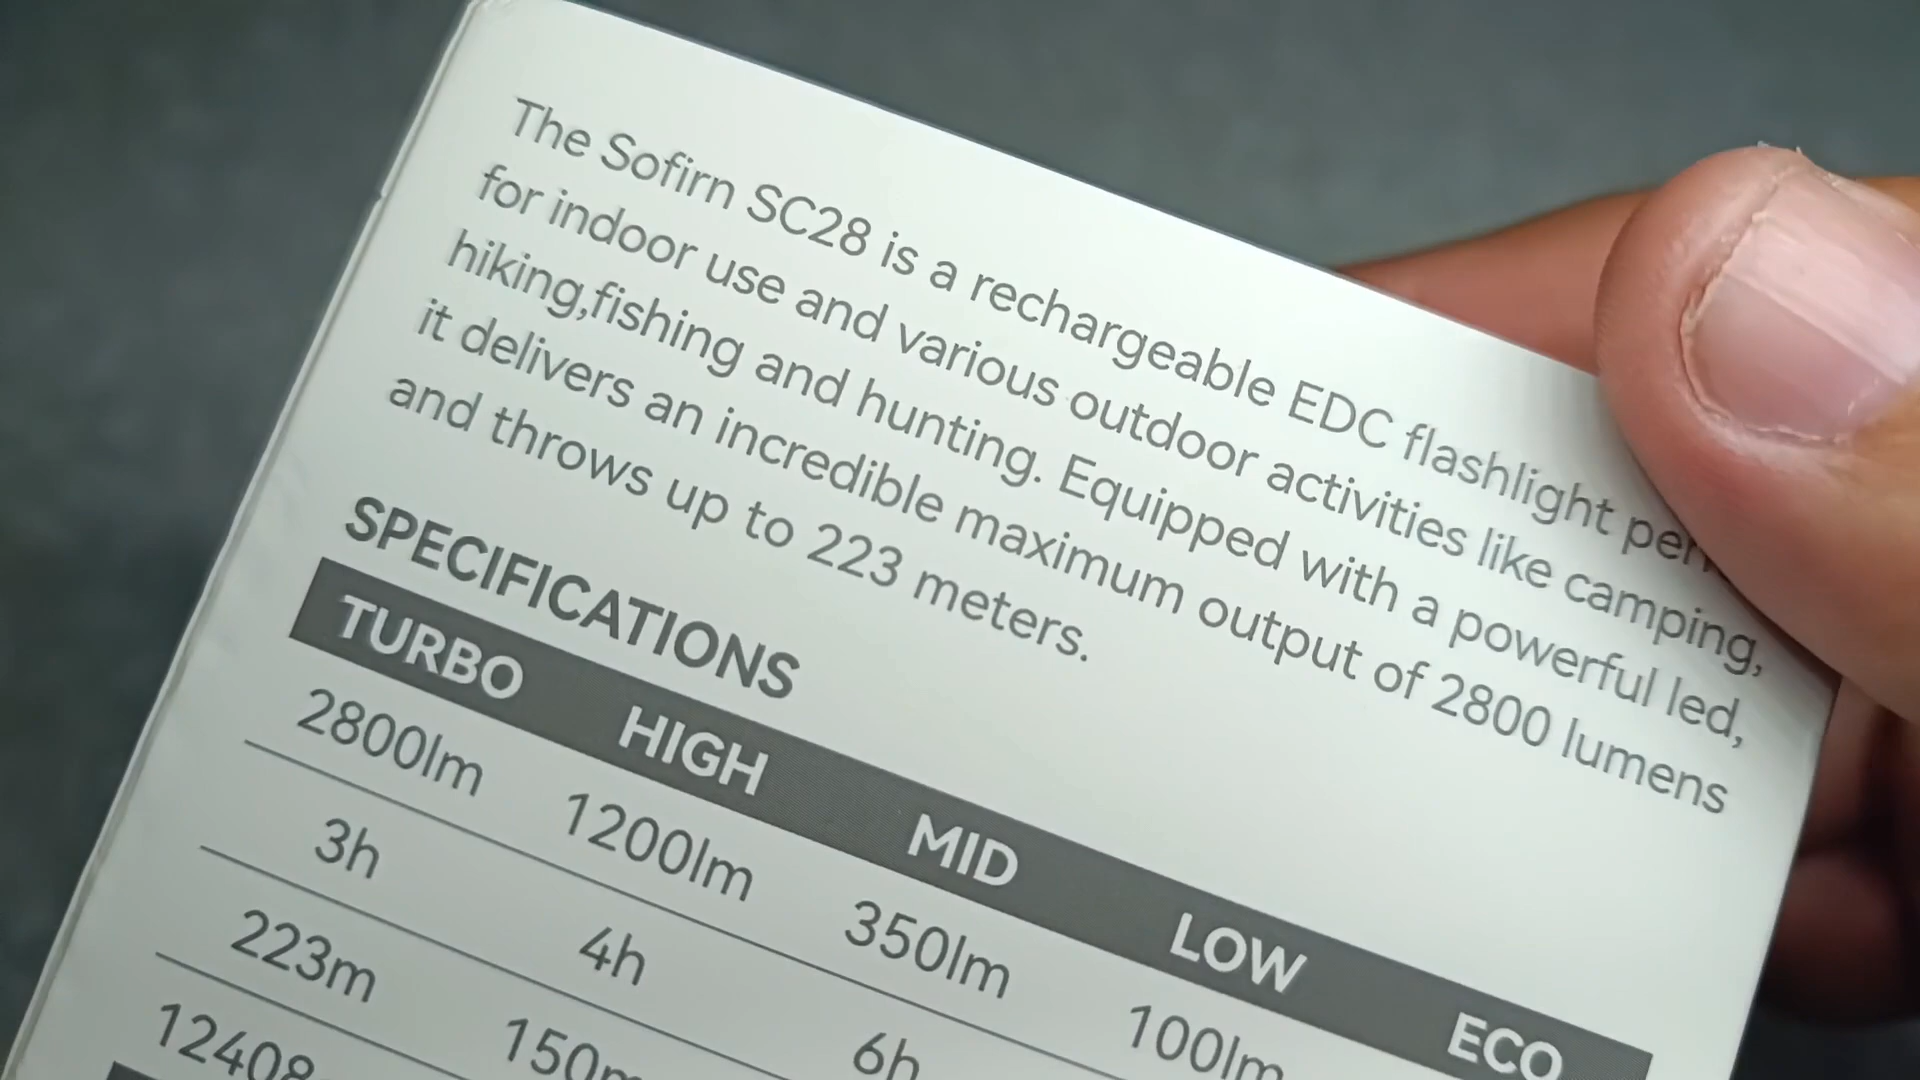 The Sofirn SC28 is a rechargeable EDC flashlight
for indoor use and various outdoor activities like camping,
hiking,fishing and hunting. Equipped with a powerful led,
it delivers an incredible maximum output of 2800 lumens
and throws up to 223 meters.
SPECIFICATIONS
TURBO HIGH MID LOW ECO
2800lm 1200lm 350lm 100lm
3h 4h 6h
223m